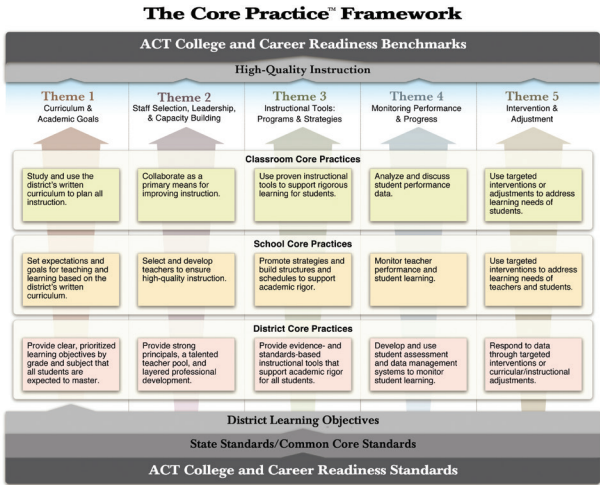 The Core Practice™ Framework
ACT College and Career Readiness Benchmarks
High-Quality Instruction
Theme 1
Curriculum &
Academic Goals
Theme 2
Staff Selection, Leadership,
& Capacity Building
Theme 3
Instructional Tools:
Programs & Strategies
Theme 4
Monitoring Performance
& Progress
Theme 5
Intervention &
Adjustment
Classroom Core Practices
Study and use the
district's written
curriculum to plan all
instruction.
Collaborate as a
primary means for
improving instruction.
Use proven instructional
tools to support rigorous
learning for students.
Analyze and discuss
student performance
data.
Use targeted
interventions or
adjustments to address
learning needs of
students.
School Core Practices
Set expectations and
goals for teaching and
learning based on the
district's written
curriculum.
Select and develop
teachers to ensure
high-quality instruction.
Promote strategies and
build structures and
schedules to support
academic rigor.
Monitor teacher
performance and
student learning.
Use targeted
interventions to address
learning needs of
teachers and students.
District Core Practices
Provide clear, prioritized
learning objectives by
grade and subject that
all students are
expected to master.
Provide strong
principals, a talented
teacher pool, and
layered professional
development.
Provide evidence- and
standards-based
instructional tools that
support academic rigor
for all students.
Develop and use
student assessment
and data management
systems to monitor
student learning.
Respond to data
through targeted
interventions or
curricular/instructional
adjustments.
District Learning Objectives
State Standards/Common Core Standards
ACT College and Career Readiness Standards